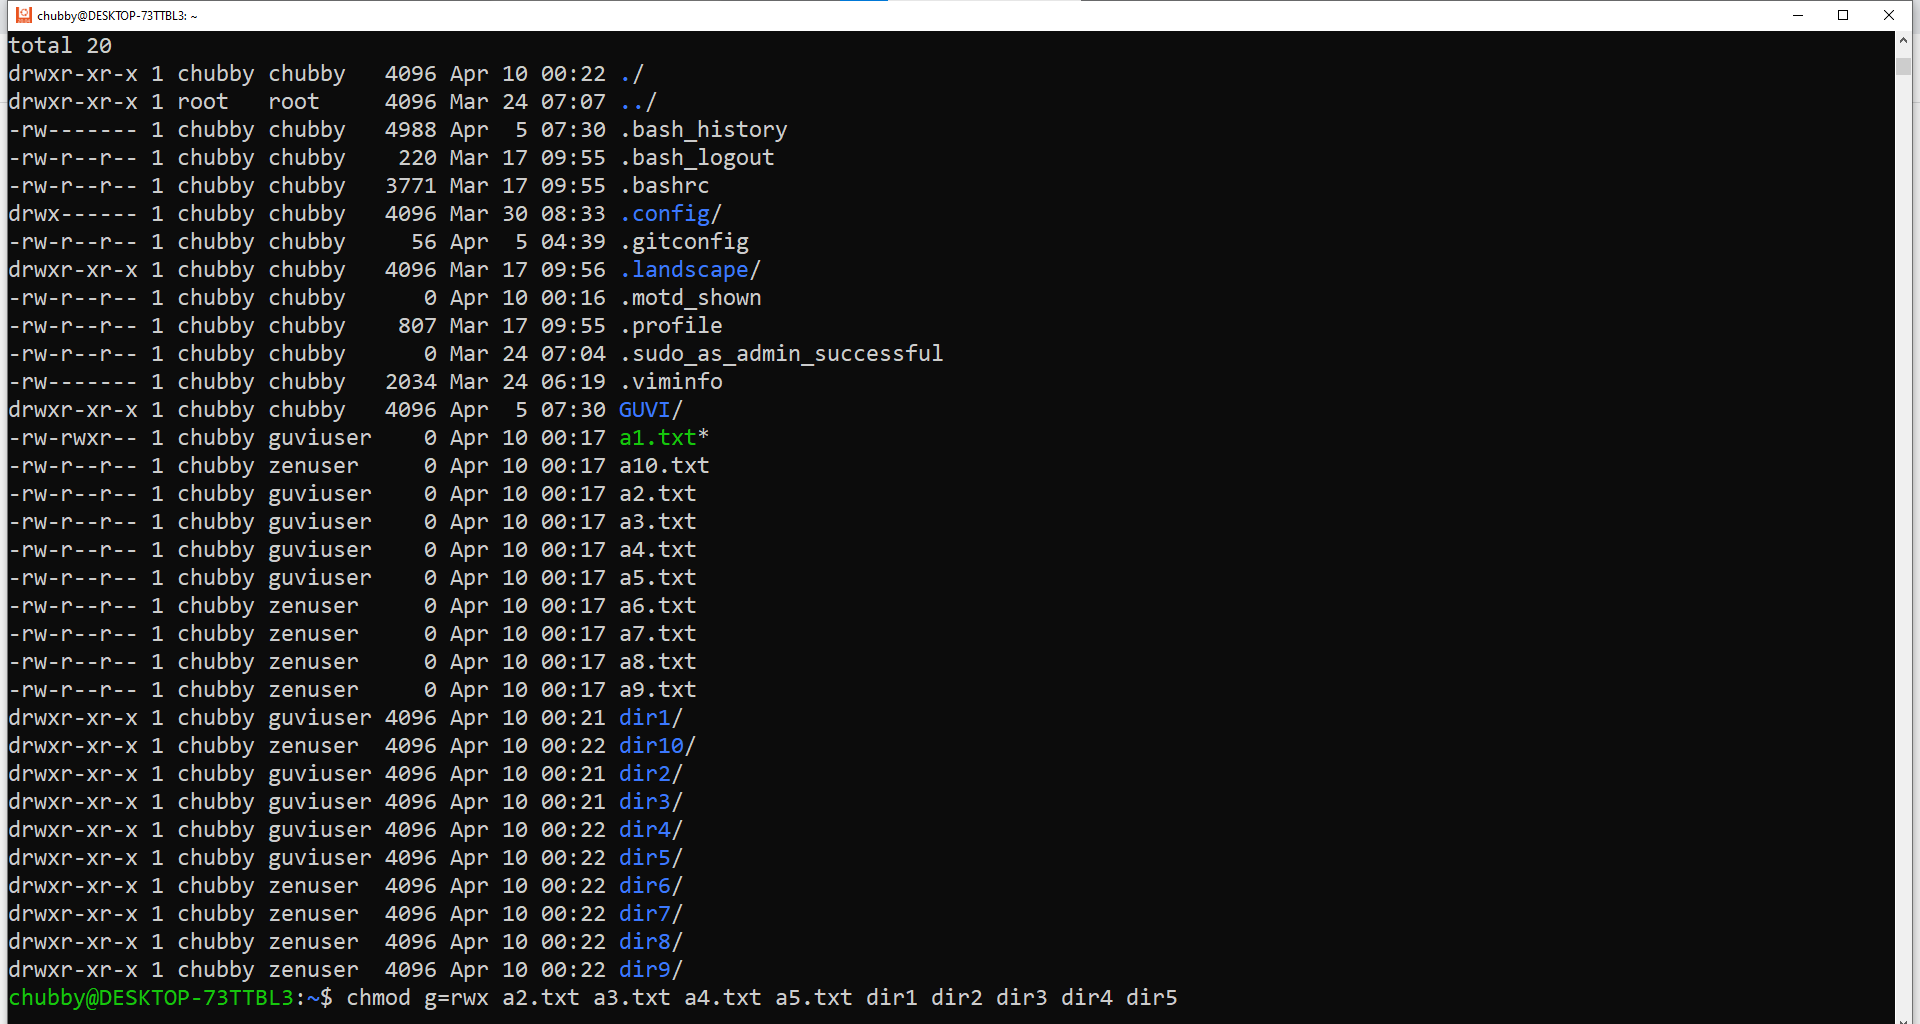 chubby@DESKTOP-73TTBL3: ~
total 20
drwxr-xr-x 1 chubby chubby   4096 Apr 10 00:22 ./
drwxr-xr-x 1 root   root     4096 Mar 24 07:07 ../
-rw------- 1 chubby chubby   4988 Apr  5 07:30 .bash_history
-rw-r--r-- 1 chubby chubby    220 Mar 17 09:55 .bash_logout
-rw-r--r-- 1 chubby chubby   3771 Mar 17 09:55 .bashrc
drwx------ 1 chubby chubby   4096 Mar 30 08:33 .config/
-rw-r--r-- 1 chubby chubby     56 Apr  5 04:39 .gitconfig
drwxr-xr-x 1 chubby chubby   4096 Mar 17 09:56 .landscape/
-rw-r--r-- 1 chubby chubby      0 Apr 10 00:16 .motd_shown
-rw-r--r-- 1 chubby chubby    807 Mar 17 09:55 .profile
-rw-r--r-- 1 chubby chubby      0 Mar 24 07:04 .sudo_as_admin_successful
-rw------- 1 chubby chubby   2034 Mar 24 06:19 .viminfo
drwxr-xr-x 1 chubby chubby   4096 Apr  5 07:30 GUVI/
-rw-rwxr-- 1 chubby guviuser    0 Apr 10 00:17 a1.txt*
-rw-r--r-- 1 chubby zenuser     0 Apr 10 00:17 a10.txt
-rw-r--r-- 1 chubby guviuser    0 Apr 10 00:17 a2.txt
-rw-r--r-- 1 chubby guviuser    0 Apr 10 00:17 a3.txt
-rw-r--r-- 1 chubby guviuser    0 Apr 10 00:17 a4.txt
-rw-r--r-- 1 chubby guviuser    0 Apr 10 00:17 a5.txt
-rw-r--r-- 1 chubby zenuser     0 Apr 10 00:17 a6.txt
-rw-r--r-- 1 chubby zenuser     0 Apr 10 00:17 a7.txt
-rw-r--r-- 1 chubby zenuser     0 Apr 10 00:17 a8.txt
-rw-r--r-- 1 chubby zenuser     0 Apr 10 00:17 a9.txt
drwxr-xr-x 1 chubby guviuser 4096 Apr 10 00:21 dir1/
drwxr-xr-x 1 chubby zenuser  4096 Apr 10 00:22 dir10/
drwxr-xr-x 1 chubby guviuser 4096 Apr 10 00:21 dir2/
drwxr-xr-x 1 chubby guviuser 4096 Apr 10 00:21 dir3/
drwxr-xr-x 1 chubby guviuser 4096 Apr 10 00:22 dir4/
drwxr-xr-x 1 chubby guviuser 4096 Apr 10 00:22 dir5/
drwxr-xr-x 1 chubby zenuser  4096 Apr 10 00:22 dir6/
drwxr-xr-x 1 chubby zenuser  4096 Apr 10 00:22 dir7/
drwxr-xr-x 1 chubby zenuser  4096 Apr 10 00:22 dir8/
drwxr-xr-x 1 chubby zenuser  4096 Apr 10 00:22 dir9/
chubby@DESKTOP-73TTBL3:~$ chmod g=rwx a2.txt a3.txt a4.txt a5.txt dir1 dir2 dir3 dir4 dir5